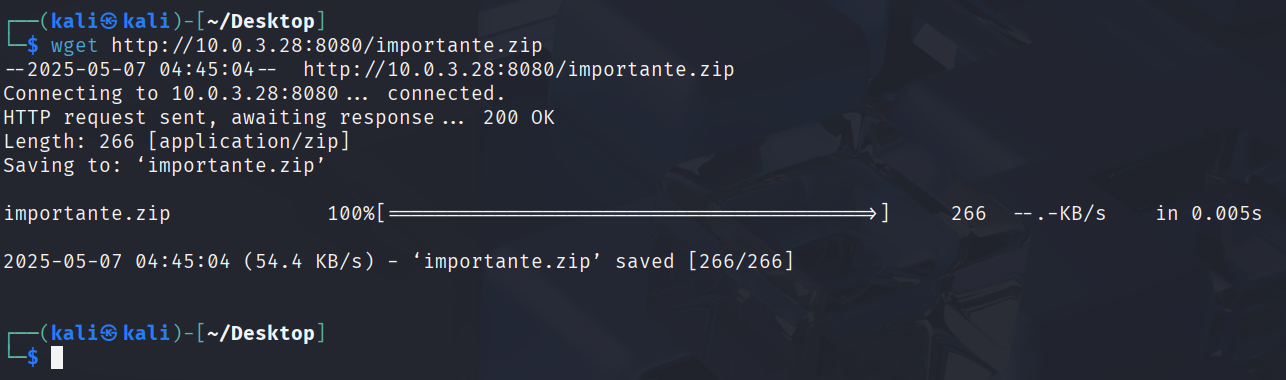 ┌──(kali㉿kali)-[~/Desktop]
└─$ wget http://10.0.3.28:8080/importante.zip
--2025-05-07 04:45:04--  http://10.0.3.28:8080/importante.zip
Connecting to 10.0.3.28:8080... connected.
HTTP request sent, awaiting response... 200 OK
Length: 266 [application/zip]
Saving to: ‘importante.zip’
importante.zip 100%[===================================>] 266 --.-KB/s in 0.005s
2025-05-07 04:45:04 (54.4 KB/s) - ‘importante.zip’ saved [266/266]
┌──(kali㉿kali)-[~/Desktop]
└─$